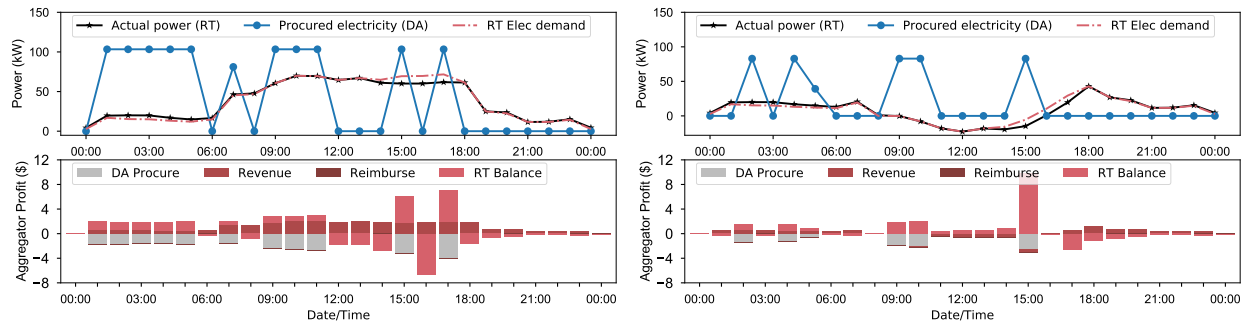 Actual power (RT) Procured electricity (DA) RT Elec demand
Power (kW)
150
100
50
0
00:00 03:00 06:00 09:00 12:00 15:00 18:00 21:00 00:00
DA Procure Revenue Reimburse RT Balance
Aggregator Profit ($)
12
8
4
0
−4
−8
00:00 03:00 06:00 09:00 12:00 15:00 18:00 21:00 00:00
Date/Time
Actual power (RT) Procured electricity (DA) RT Elec demand
Power (kW)
150
100
50
0
00:00 03:00 06:00 09:00 12:00 15:00 18:00 21:00 00:00
DA Procure Revenue Reimburse RT Balance
Aggregator Profit ($)
12
8
4
0
−4
−8
00:00 03:00 06:00 09:00 12:00 15:00 18:00 21:00 00:00
Date/Time